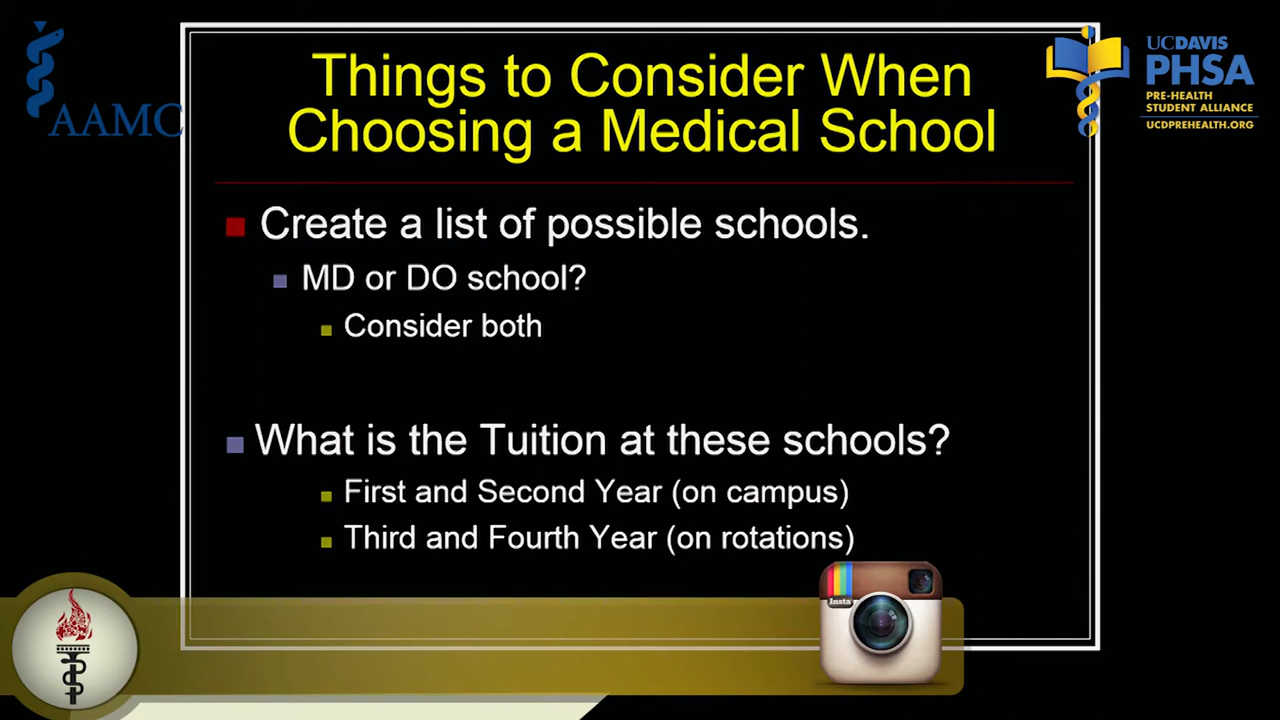 AAMC
UCDAVIS
PHSA
PRE-HEALTH
STUDENT ALLIANCE
UCDPREHEALTH.ORG
Things to Consider When
Choosing a Medical School
Create a list of possible schools.
MD or DO school?
Consider both
What is the Tuition at these schools?
First and Second Year (on campus)
Third and Fourth Year (on rotations)
Insta